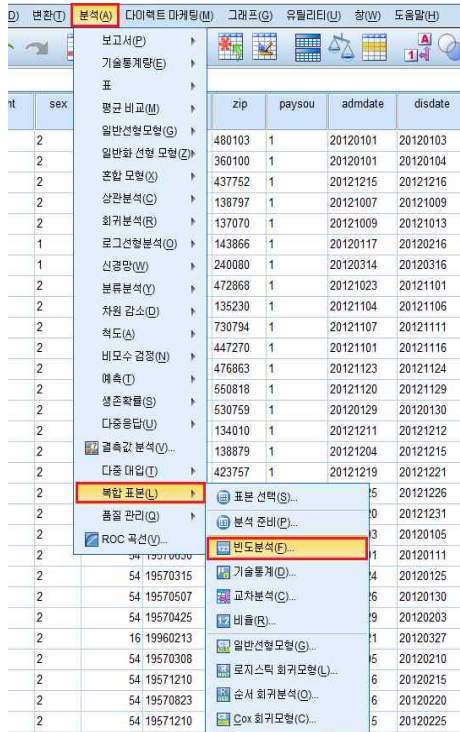 D) 변환(T) 분석(A) 다이렉트 마케팅(M) 그래프(G) 유틸리티(U) 창(W) 도움말(H)
보고서(P)
기술통계량(E)
표
nt sex 평균 비교(M) zip paysou admdate disdate
일반선형모형(G)
2 480103 1 20120101 20120103
일반화 선형 모형(Z)
2 360100 1 20120101 20120104
혼합 모형(X)
2 437752 1 20121215 20121216
상관분석(C)
2 138797 1 20121007 20121009
회귀분석(R)
2 137070 1 20121009 20121013
로그선형분석(O)
1 143866 1 20120117 20120216
신경망(W)
1 240080 1 20120314 20120316
분류분석(Y)
2 472868 1 20121023 20121101
차원 감소(D)
2 135230 1 20121104 20121106
척도(A)
2 730794 1 20121107 20121111
비모수 검정(N)
2 447270 1 20121101 20121116
예측(T)
2 476863 1 20121123 20121124
생존확률(S)
2 550818 1 20121120 20121129
2 530759 1 20120129 20120130
다중응답(U)
2 134010 1 20121211 20121212
결측값 분석(V)...
2 138879 1 20121204 20121215
다중 대입(T)
2 423757 1 20121219 20121221
복합 표본(L) 표본 선택(S)...
2 25 20121226
품질 관리(Q) 분석 준비(P)...
2 20 20121231
ROC 곡선(V)...
2 03 20120105
빈도분석(F)...
2 54 19570630 01 20120111
2 54 19570315 기술통계(D)... 24 20120125
2 54 19570507 교차분석(C)... 26 20120130
2 54 19570425 비율(R)... 29 20120203
2 16 19960213 21 20120327
일반선형모형(G)...
2 54 19570308 05 20120210
로지스틱 회귀모형(L)...
2 54 19571210 6 20120215
순서 회귀분석(O)...
2 54 19570823 6 20120220
Cox 회귀모형(C)...
2 54 19571210 5 20120225